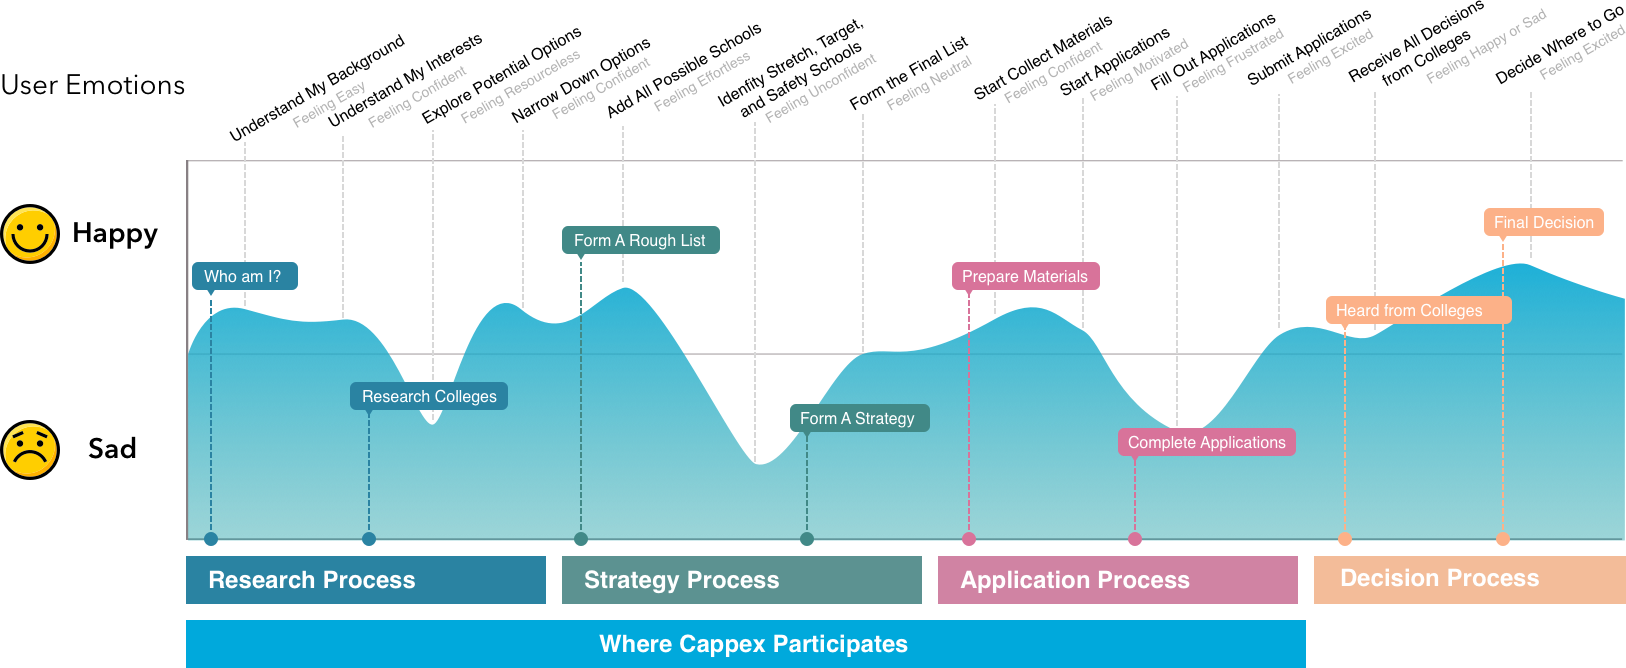 User Emotions
Understand My Background
Feeling Easy
Understand My Interests
Feeling Confident
Explore Potential Options
Feeling Resourceless
Narrow Down Options
Feeling Confident
Add All Possible Schools
Feeling Effortless
Idenfity Stretch, Target,
and Safety Schools
Feeling Unconfident
Form the Final List
Feeling Neutral
Start Collect Materials
Feeling Confident
Start Applications
Feeling Motivated
Fill Out Applications
Feeling Frustrated
Submit Applications
Feeling Excited
Receive All Decisions
from Colleges
Feeling Happy or Sad
Decide Where to Go
Feeling Excited
Happy
Sad
Who am I?
Research Colleges
Form A Rough List
Form A Strategy
Prepare Materials
Complete Applications
Heard from Colleges
Final Decision
Research Process
Strategy Process
Application Process
Decision Process
Where Cappex Participates